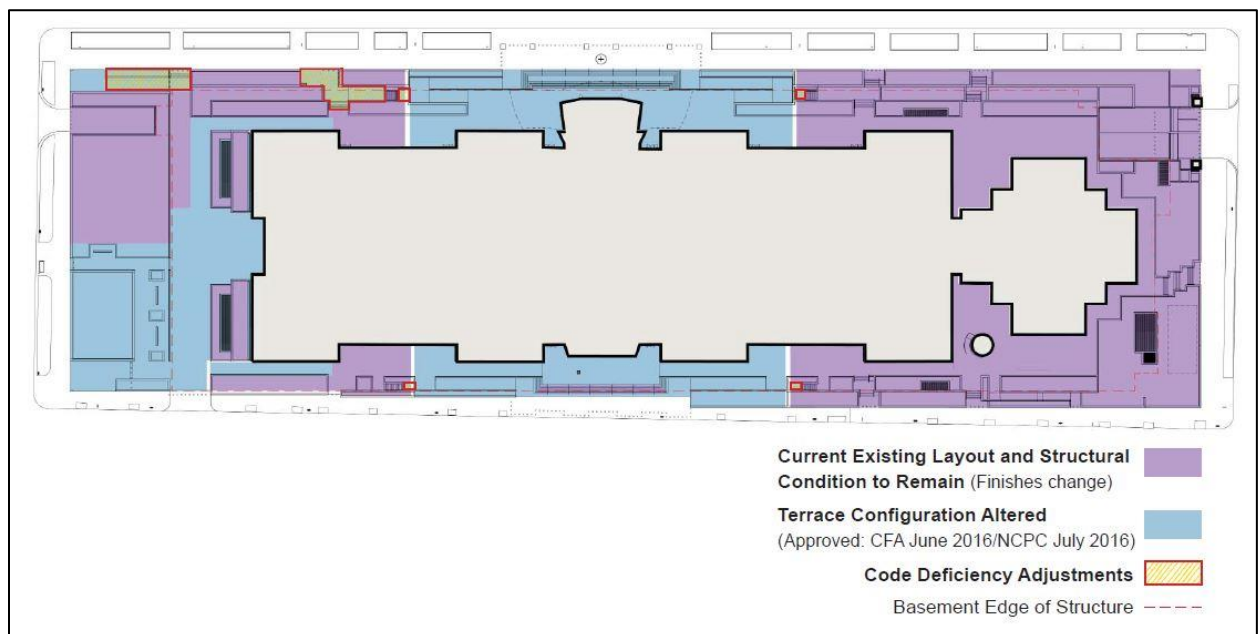 Current Existing Layout and Structural
Condition to Remain (Finishes change)
Terrace Configuration Altered
(Approved: CFA June 2016/NCPC July 2016)
Code Deficiency Adjustments
Basement Edge of Structure